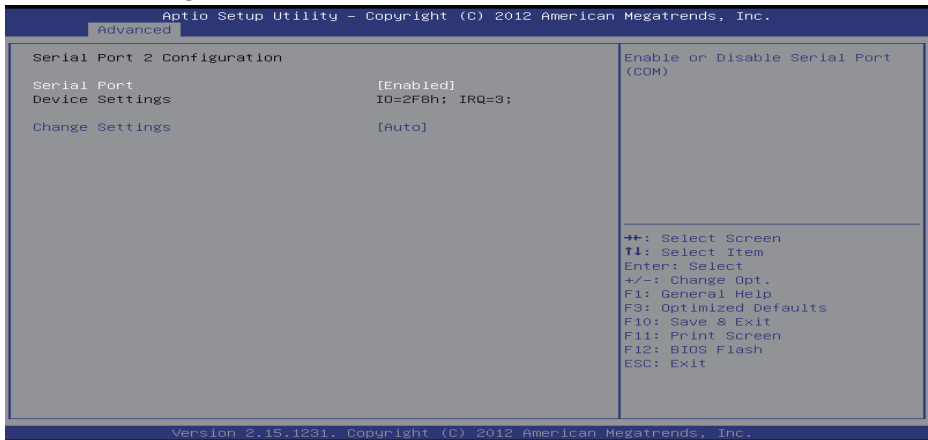 Aptio Setup Utility – Copyright (C) 2012 American Megatrends, Inc.
Advanced
Serial Port 2 Configuration
Serial Port [Enabled]
Device Settings IO=2F8h; IRQ=3;
Change Settings [Auto]
Enable or Disable Serial Port
(COM)
→←: Select Screen
↑↓: Select Item
Enter: Select
+/-: Change Opt.
F1: General Help
F3: Optimized Defaults
F10: Save & Exit
F11: Print Screen
F12: BIOS Flash
ESC: Exit
Version 2.15.1231. Copyright (C) 2012 American Megatrends, Inc.